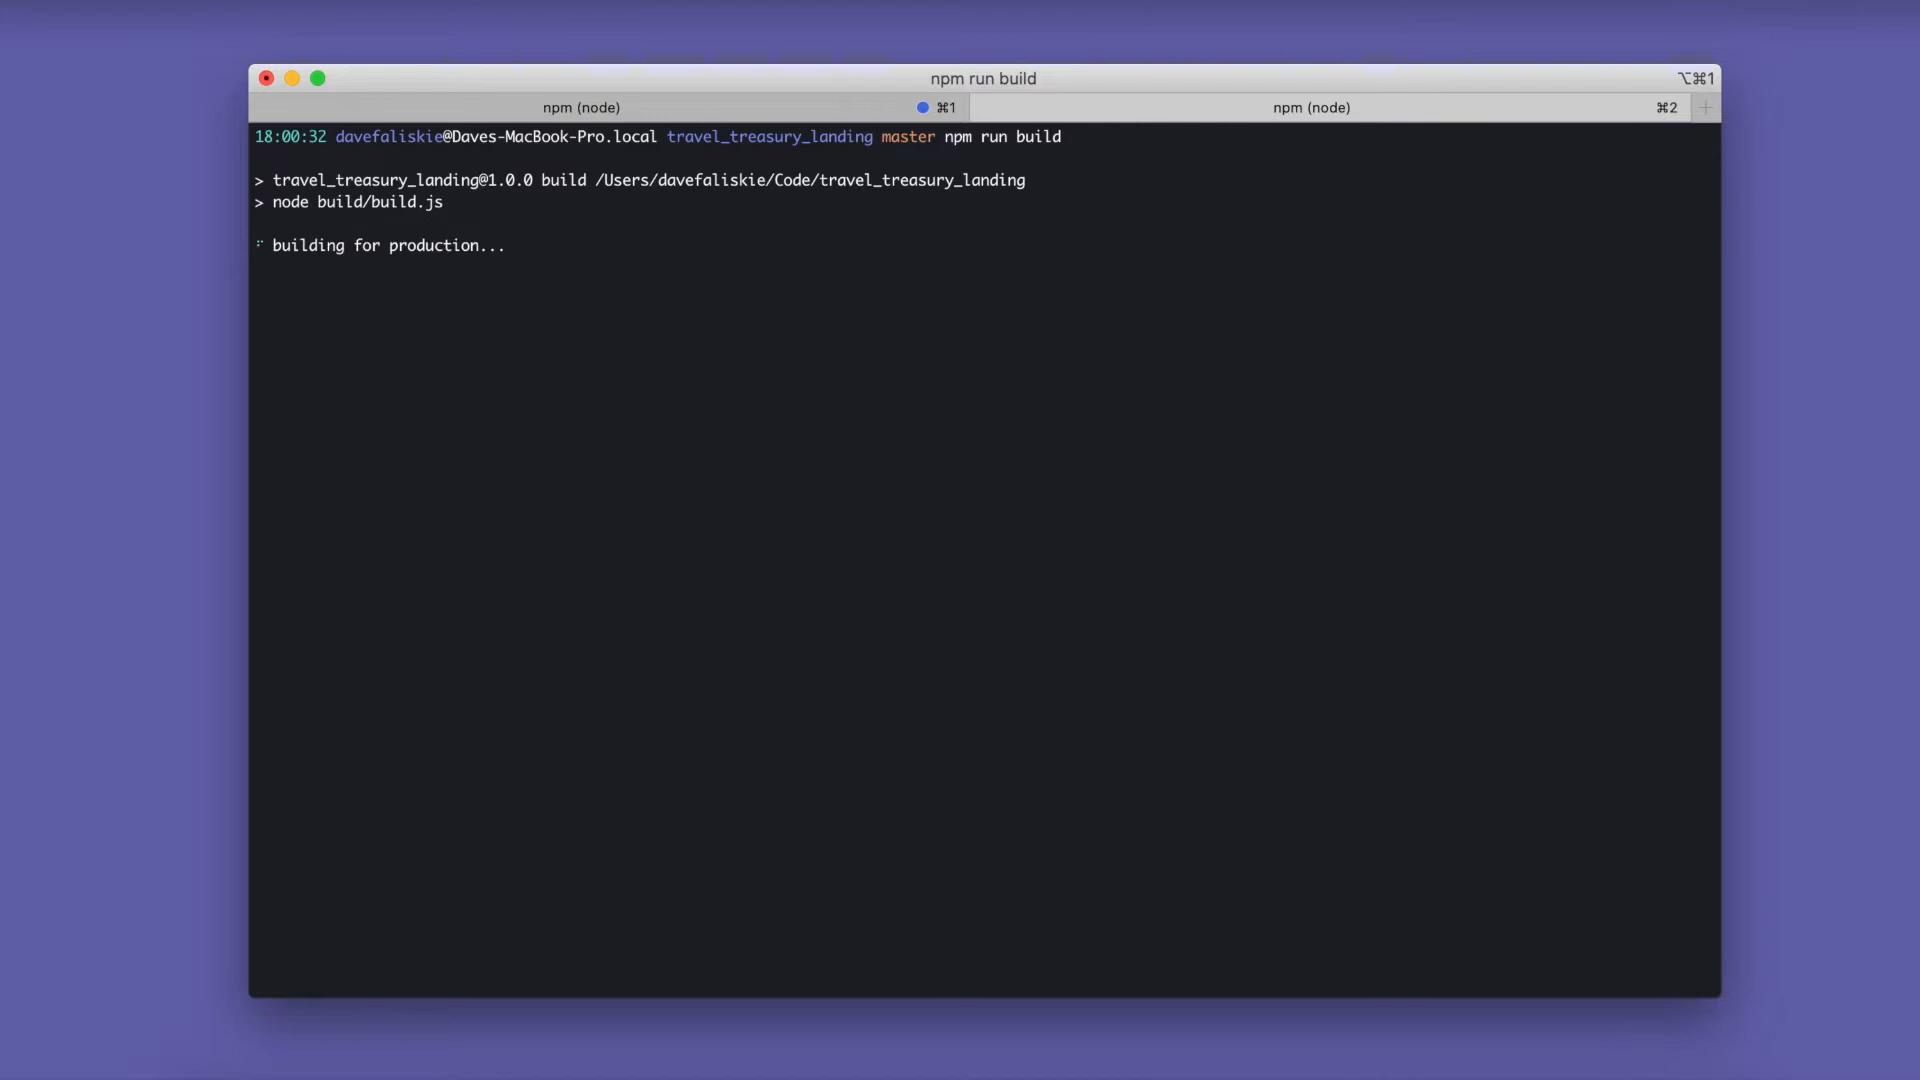 npm run build ⌥⌘1
npm (node) ⌘1 npm (node) ⌘2
18:00:32 davefaliskie@Daves-MacBook-Pro.local travel_treasury_landing master npm run build
> travel_treasury_landing@1.0.0 build /Users/davefaliskie/Code/travel_treasury_landing
> node build/build.js
building for production...